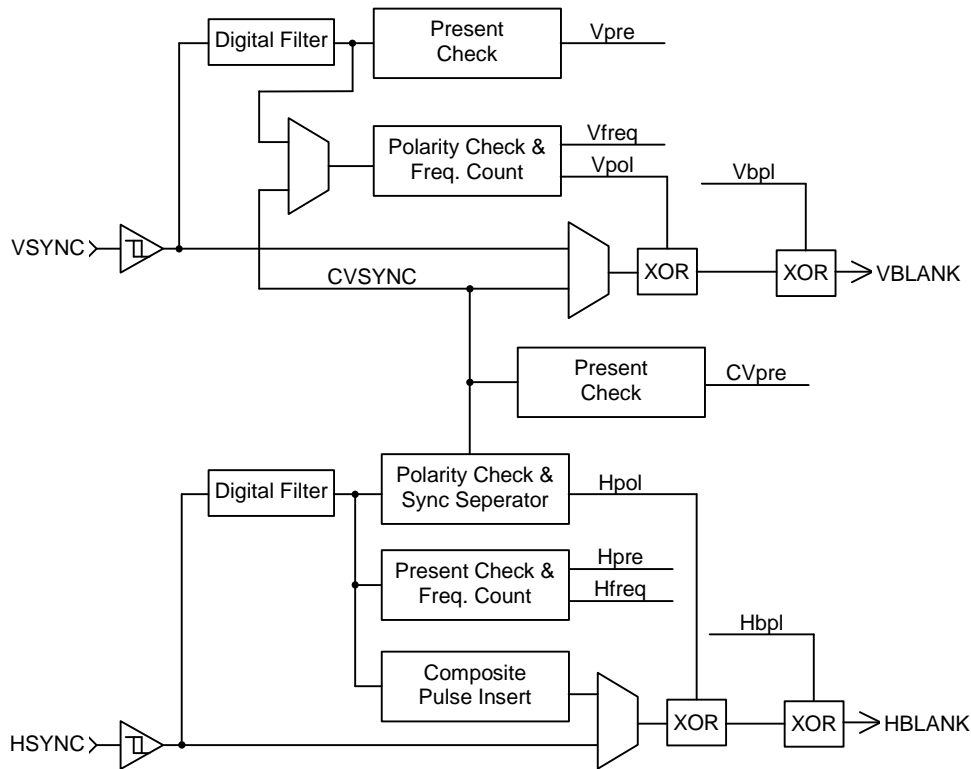 Digital Filter
Present
Check
Vpre
Polarity Check &
Freq. Count
Vfreq
Vpol
Vbpl
VSYNC
XOR
XOR
VBLANK
CVSYNC
Present
Check
CVpre
Digital Filter
Polarity Check &
Sync Seperator
Hpol
Present Check &
Freq. Count
Hpre
Hfreq
Hbpl
Composite
Pulse Insert
HSYNC
XOR
XOR
HBLANK